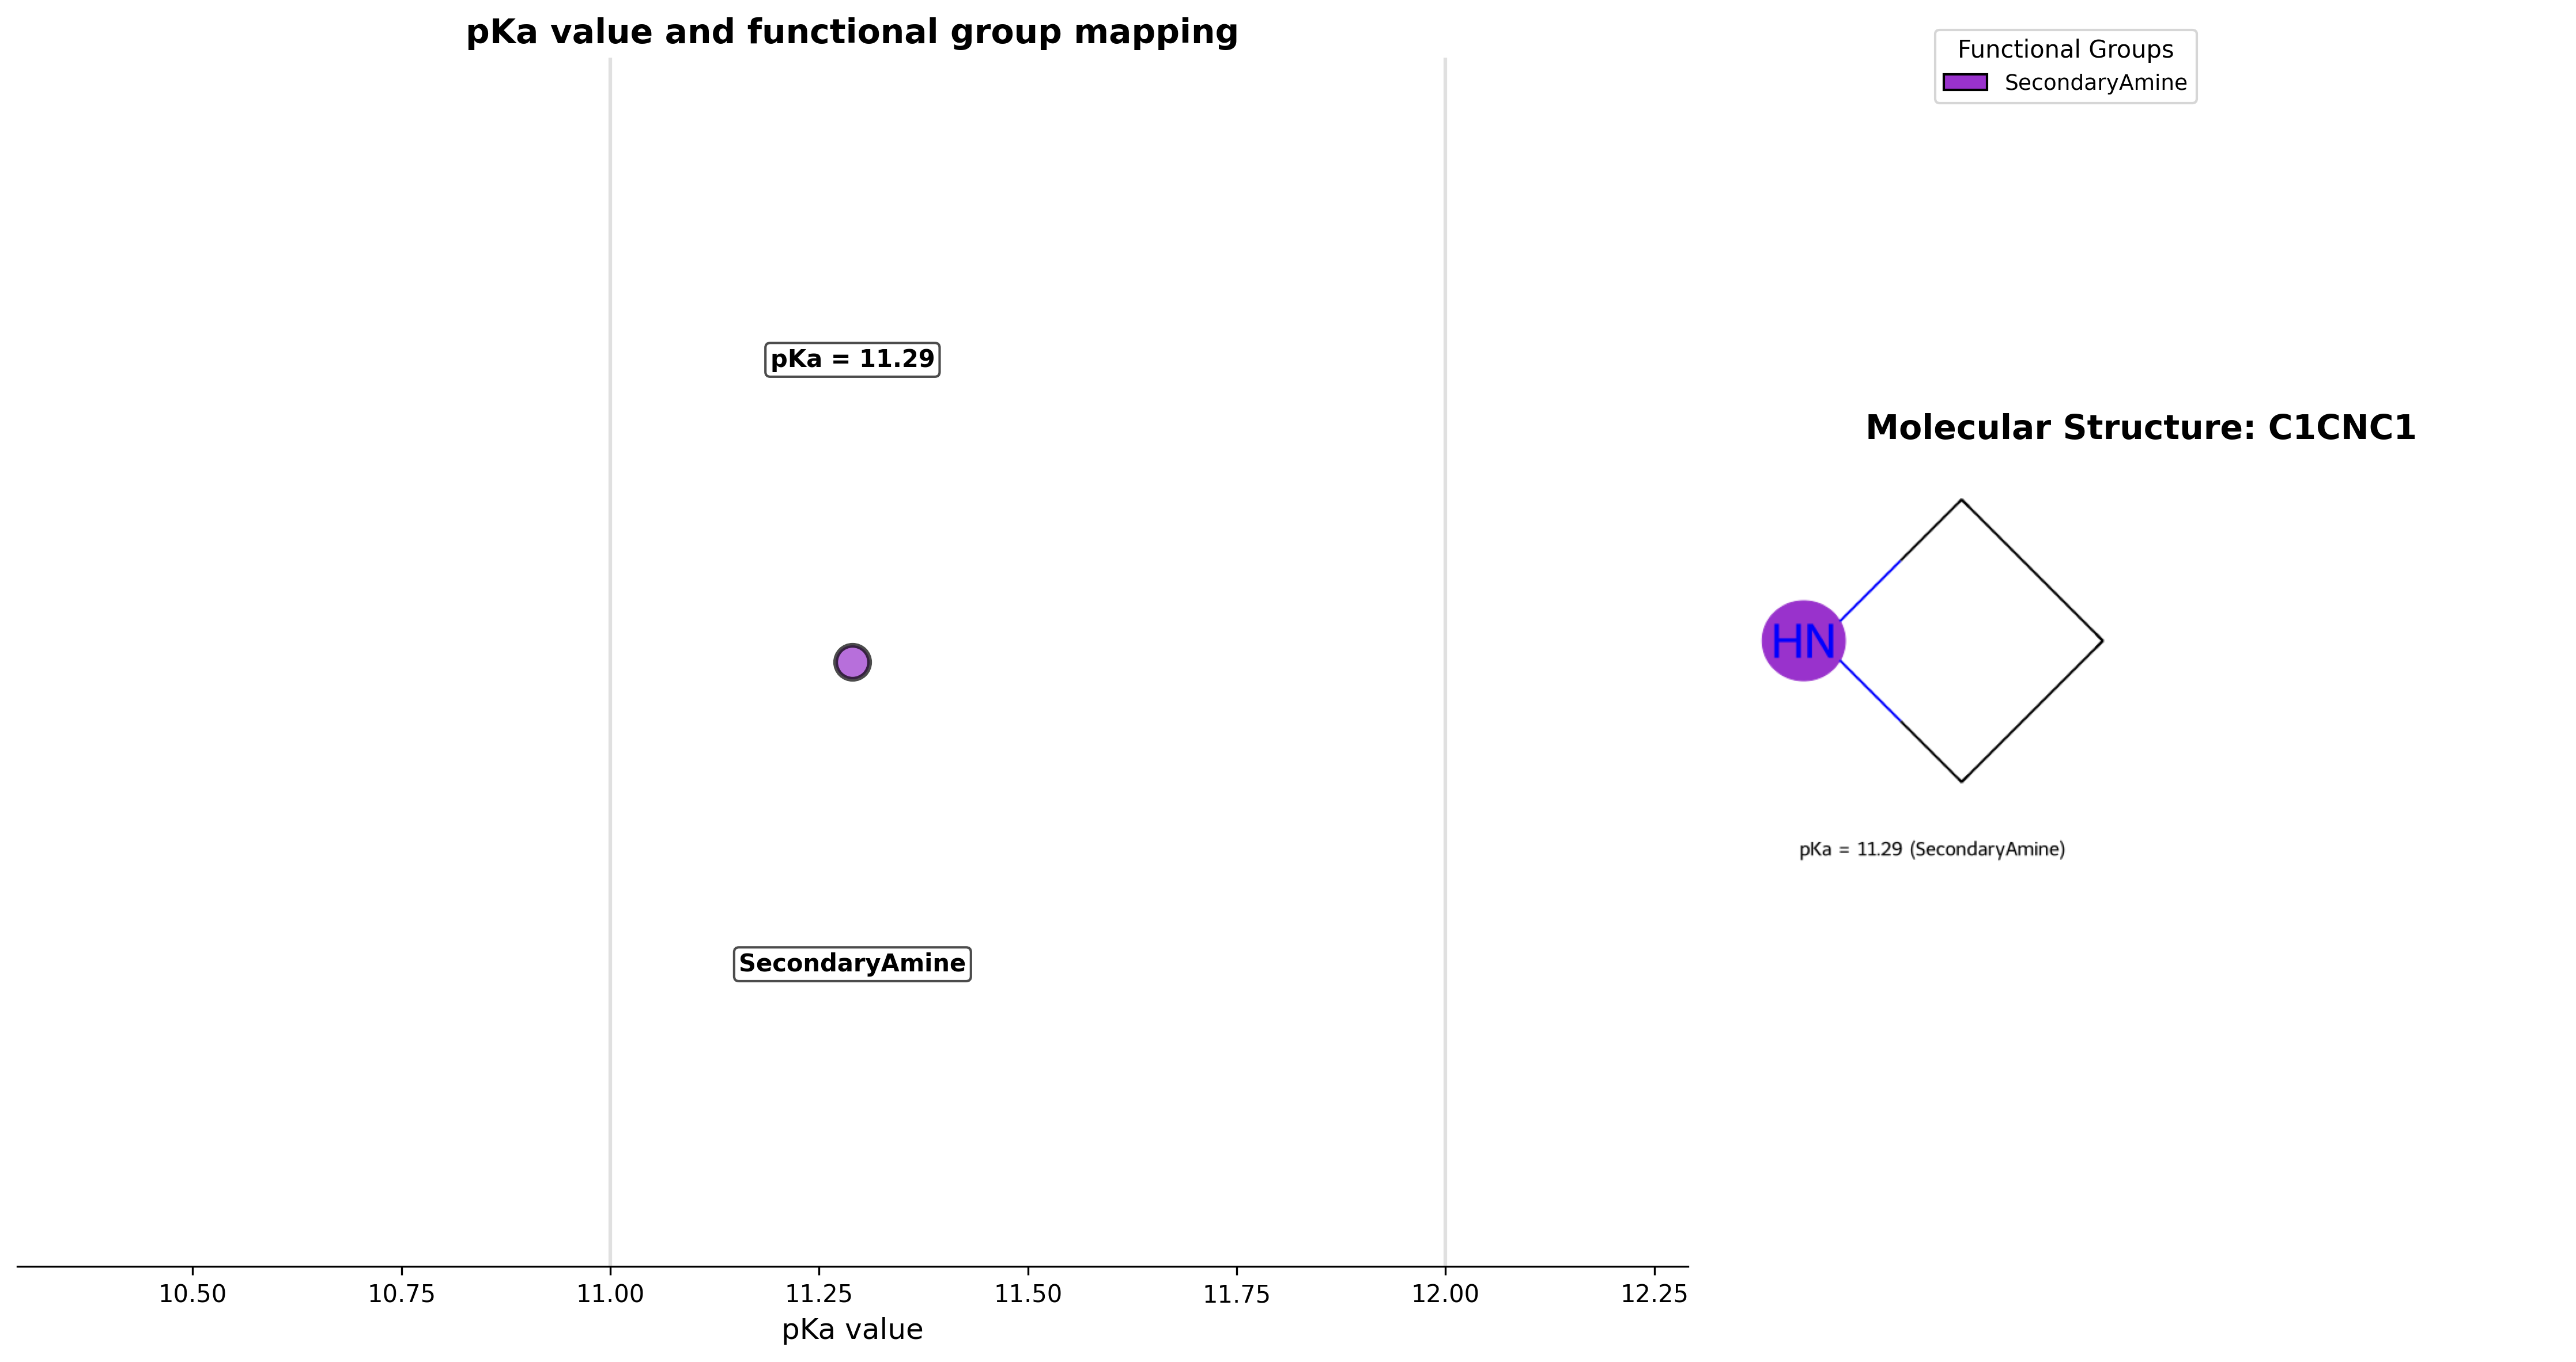 pKa value and functional group mapping
pKa = 11.29
SecondaryAmine
10.50 10.75 11.00 11.25 11.50 11.75 12.00 12.25
pKa value
Functional Groups
SecondaryAmine
Molecular Structure: C1CNC1
HN
pKa = 11.29 (SecondaryAmine)